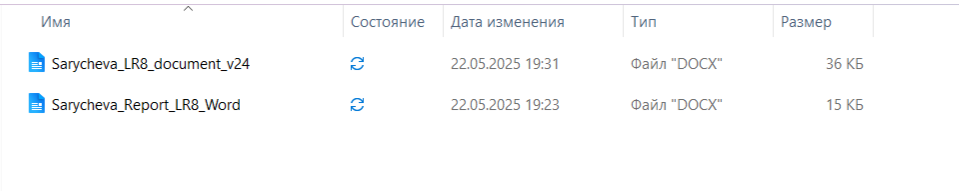 Имя Состояние Дата изменения Тип Размер
Sarycheva_LR8_document_v24 22.05.2025 19:31 Файл "DOCX" 36 КБ
Sarycheva_Report_LR8_Word 22.05.2025 19:23 Файл "DOCX" 15 КБ